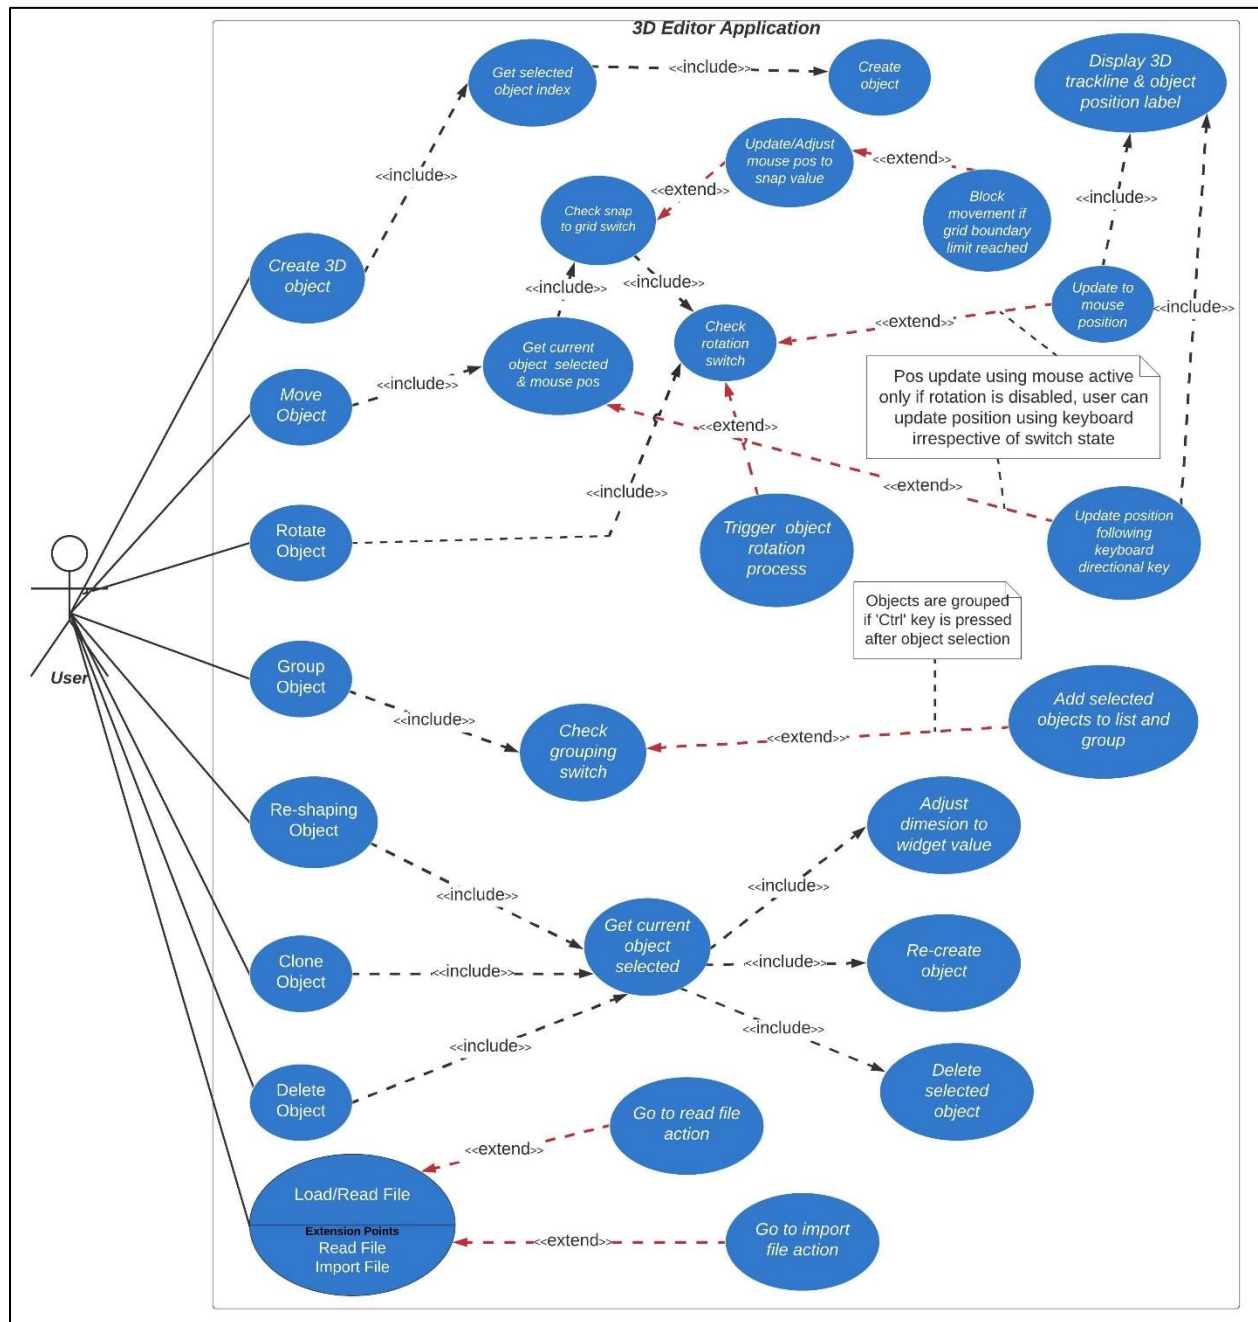 3D Editor Application
Get selected
object index
<<include>>
Create
object
Display 3D
trackline & object
position label
Update/Adjust
mouse pos to
snap value
<<extend>>
<<include>>
<<extend>>
Block
movement if
grid boundary
limit reached
<<include>>
Check snap
to grid switch
Create 3D
object
<<include>>
<<include>>
Update to
mouse
position
<<include>>
<<extend>>
Check
rotation
switch
Get current
object selected
& mouse pos
<<include>>
Move
Object
Pos update using mouse active
only if rotation is disabled, user can
update position using keyboard
irrespective of switch state
<<extend>>
<<include>>
<<extend>>
Rotate
Object
Trigger object
rotation
process
Update position
following
keyboard
directional key
Objects are grouped
if 'Ctrl' key is pressed
after object selection
User
Group
Object
<<include>>
Check
grouping
switch
<<extend>>
Add selected
objects to list and
group
Re-shaping
Object
Adjust
dimesion to
widget value
<<include>>
<<include>>
Get current
object
selected
Clone
Object
<<include>>
<<include>>
Re-create
object
<<include>>
<<include>>
Delete
Object
Delete
selected
object
Go to read file
action
<<extend>>
Load/Read File
Extension Points
Read File
Import File
<<extend>>
Go to import
file action